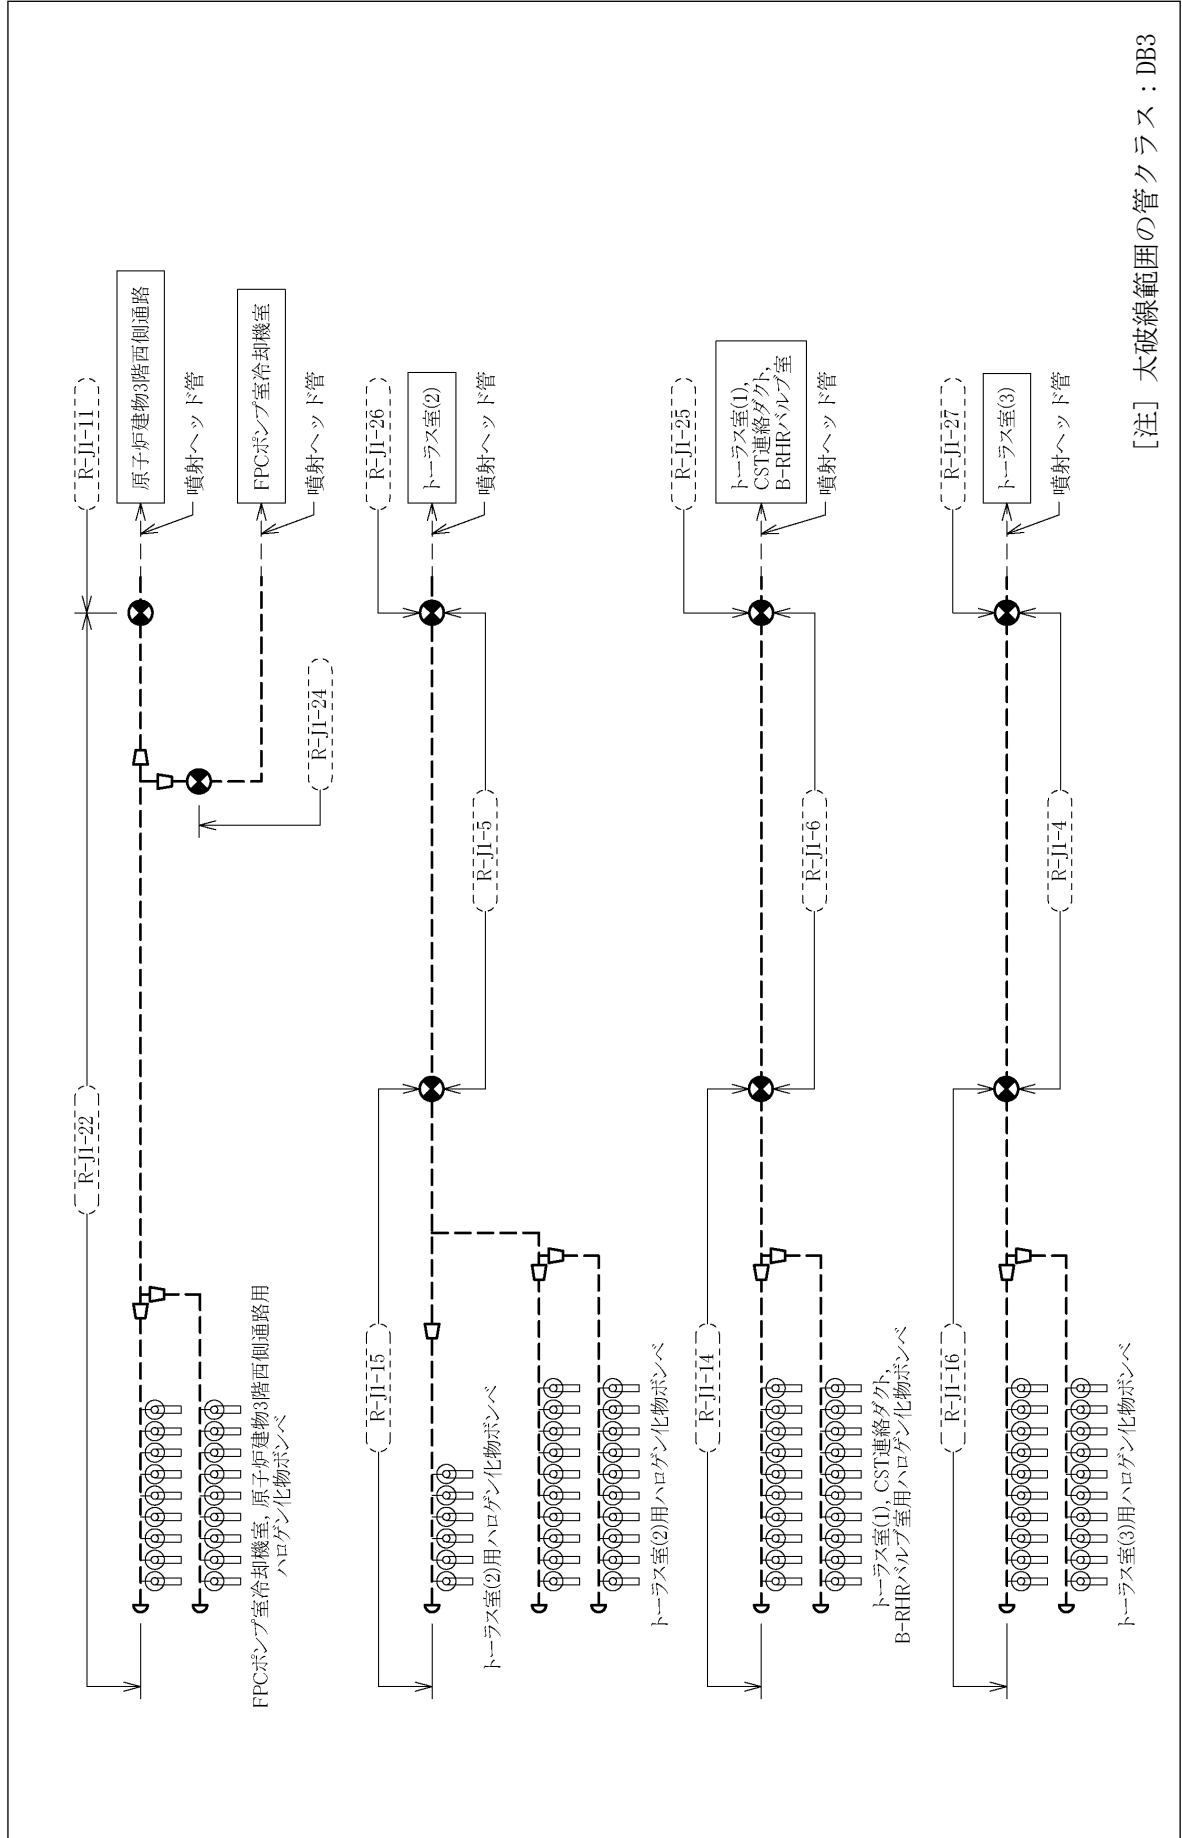 R-J1-22
R-J1-11
原子炉建物3階西側通路
噴射ヘッド管
FPCポンプ室冷却機室
噴射ヘッド管
R-J1-24
FPCポンプ室冷却機室, 原子炉建物3階西側通路用
ハロゲン化物ボンベ
R-J1-15
R-J1-26
トーラス室(2)
噴射ヘッド管
R-J1-5
トーラス室(2)用ハロゲン化物ボンベ
トーラス室(2)用ハロゲン化物ボンベ
R-J1-14
R-J1-25
トーラス室(1),
CST連絡ダクト,
B-RHRバルブ室
噴射ヘッド管
R-J1-6
トーラス室(1), CST連絡ダクト,
B-RHRバルブ室用ハロゲン化物ボンベ
R-J1-16
R-J1-27
トーラス室(3)
噴射ヘッド管
R-J1-4
トーラス室(3)用ハロゲン化物ボンベ
[注] 太破線範囲の管クラス：DB3